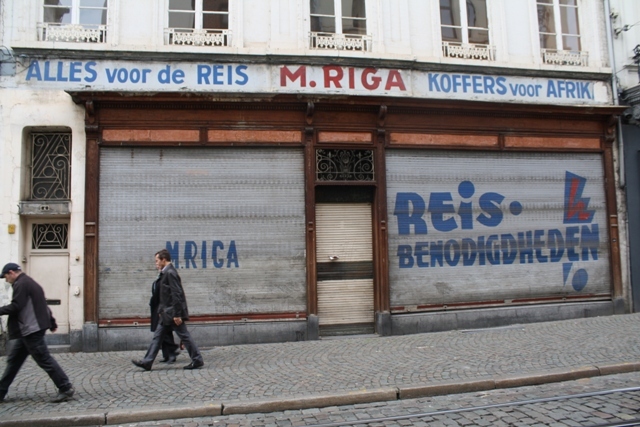 ALLES voor de REIS M.RIGA KOFFERS voor AFRIK
M.RIGA
REIS-
BENODIGDHEDEN